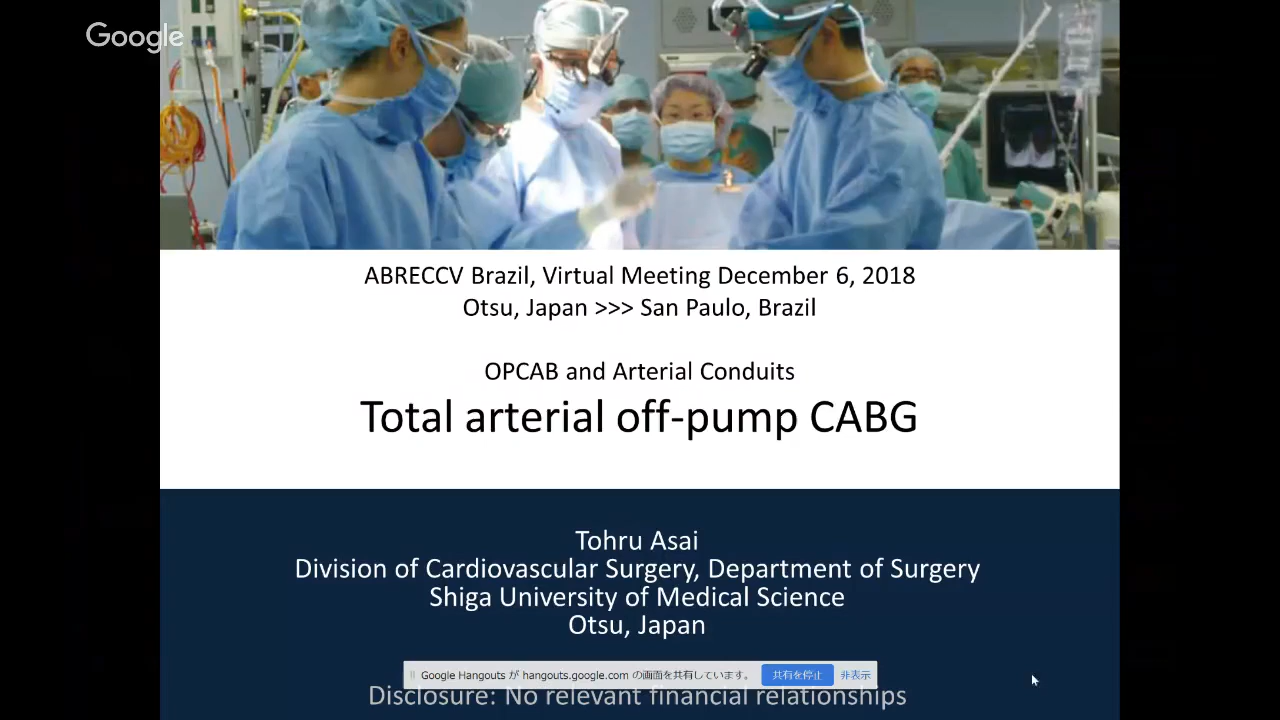 Google
ABRECCV Brazil, Virtual Meeting December 6, 2018
Otsu, Japan >>> San Paulo, Brazil
OPCAB and Arterial Conduits
Total arterial off-pump CABG
Tohru Asai
Division of Cardiovascular Surgery, Department of Surgery
Shiga University of Medical Science
Otsu, Japan
Google Hangouts が hangouts.google.com の画面を共有しています。 共有を停止 非表示
Disclosure: No relevant financial relationships